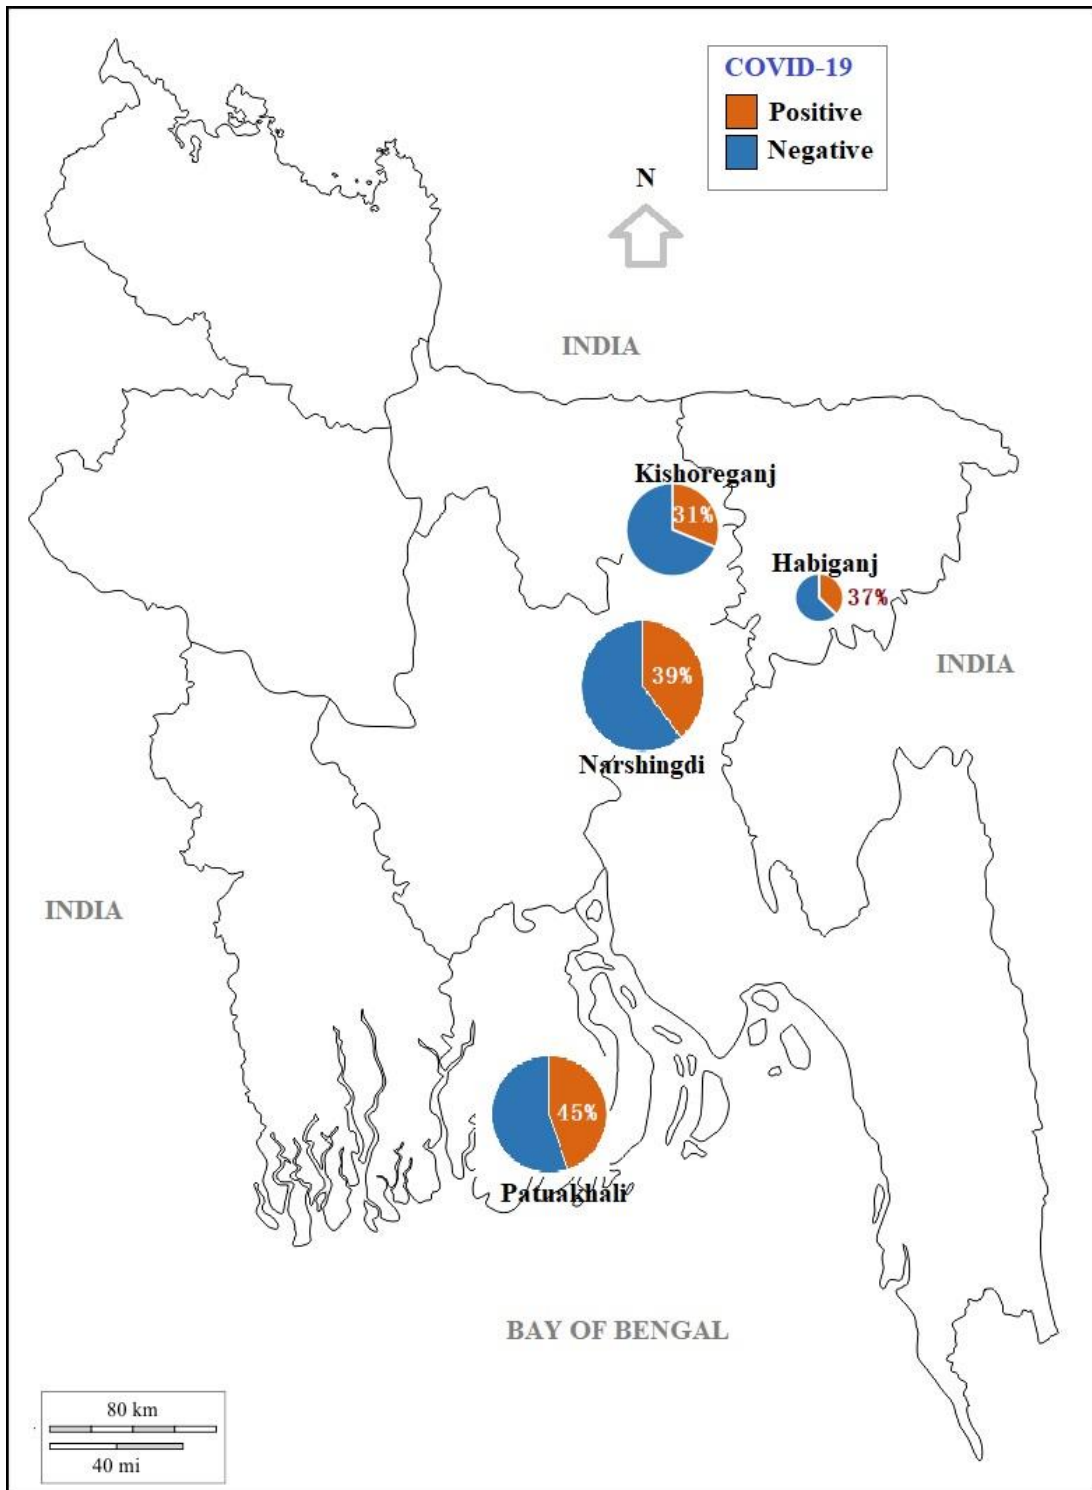 COVID-19
Positive
Negative
N
INDIA
Kishoreganj
31%
Habiganj
37%
39%
INDIA
Narshingdi
INDIA
45%
Patuakhali
BAY OF BENGAL
80 km
40 mi